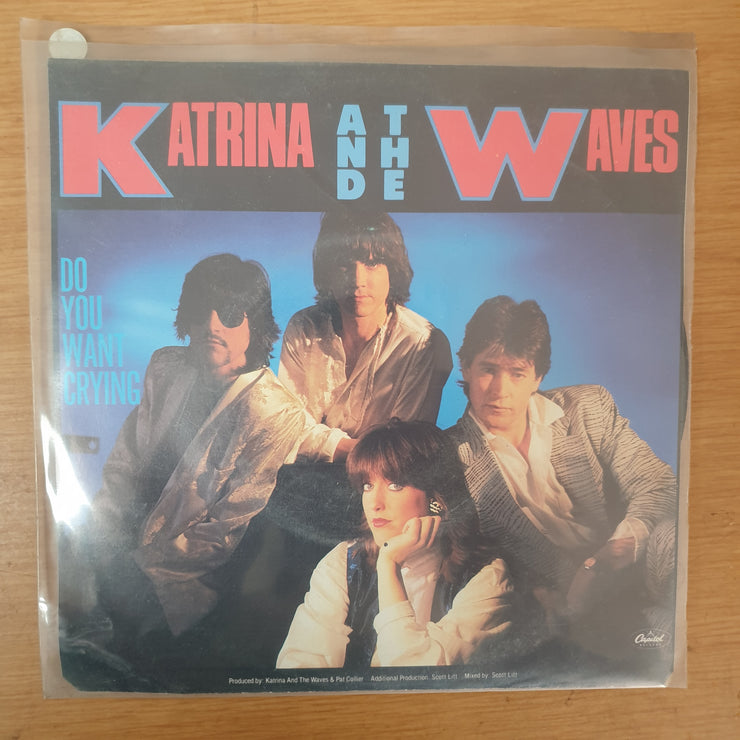 KATRINA AND THE WAVES
DO
YOU
WANT
CRYING
Capitol
RECORDS
Produced by: Katrina And The Waves & Pat Collier Additional Production: Scott Litt Mixed by: Scott Litt